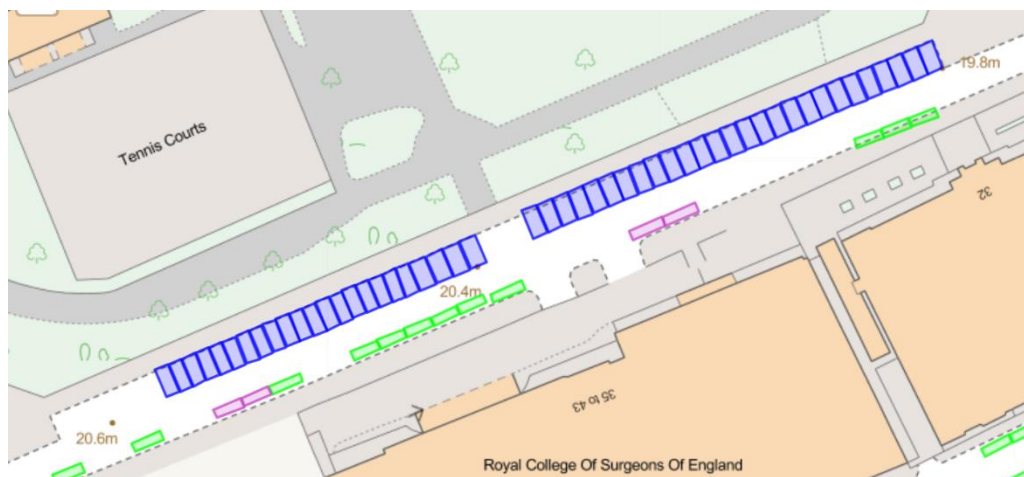 19.8m
Tennis Courts
32
20.4m
35 to 43
20.6m
Royal College Of Surgeons Of England